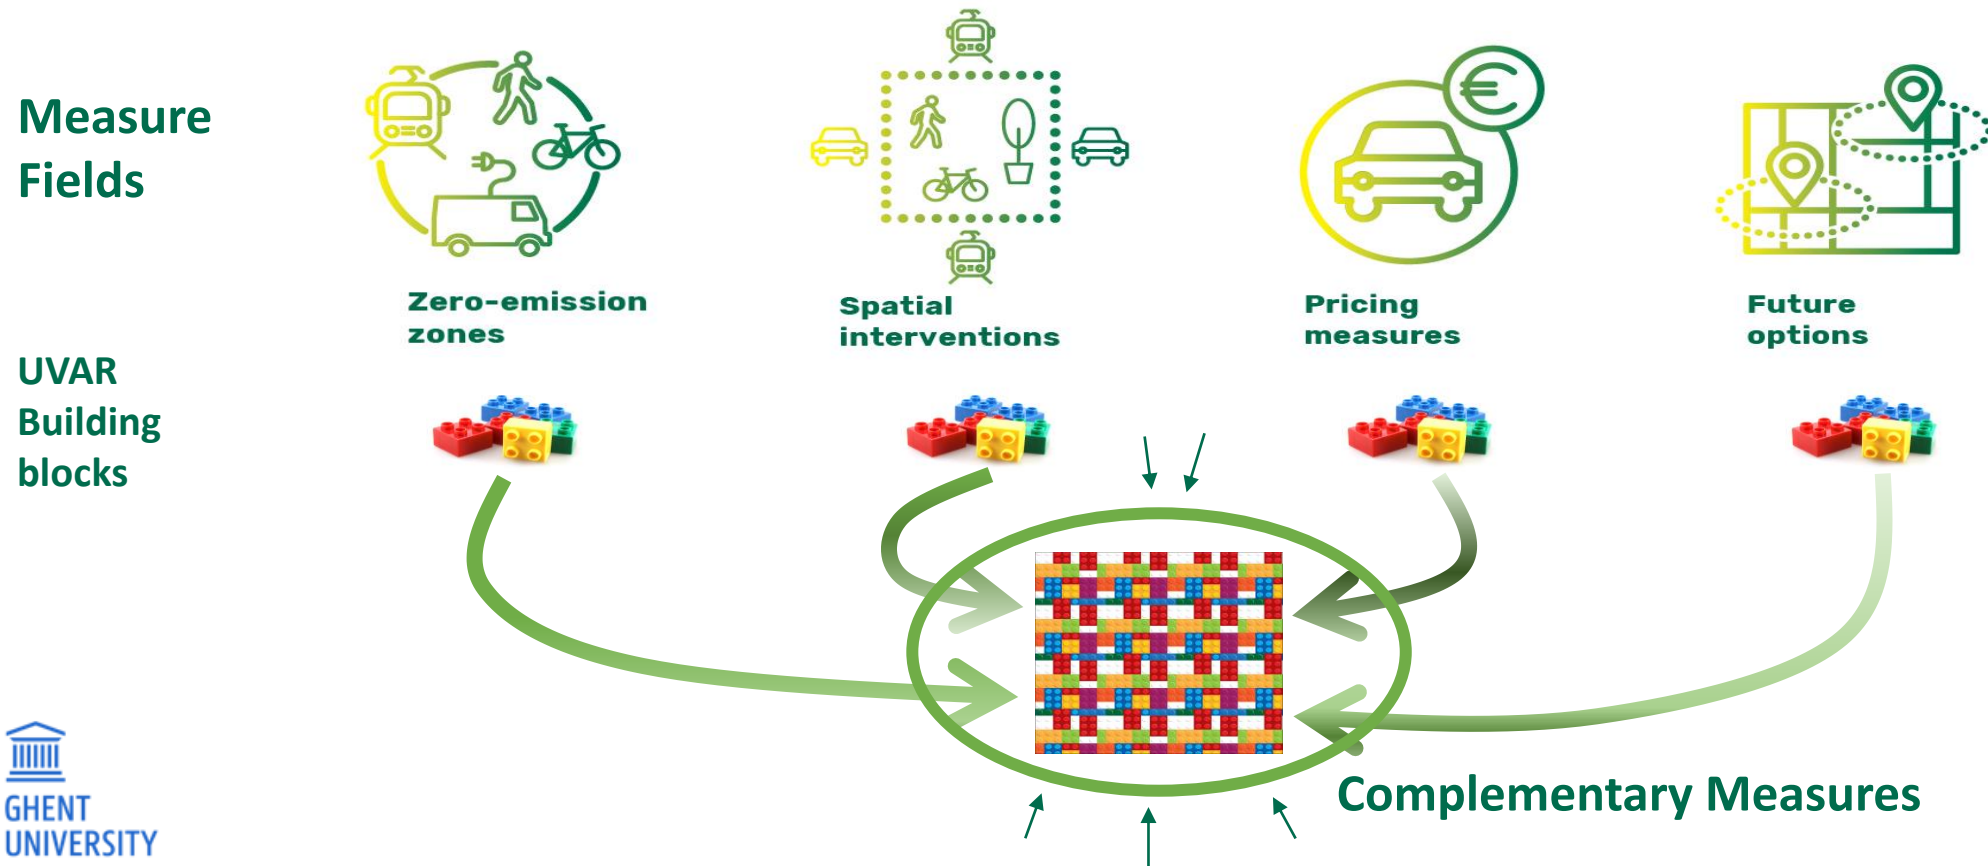 Measure
Fields
Zero-emission
zones
Spatial
interventions
Pricing
measures
Future
options
UVAR
Building
blocks
Complementary Measures
GHENT
UNIVERSITY